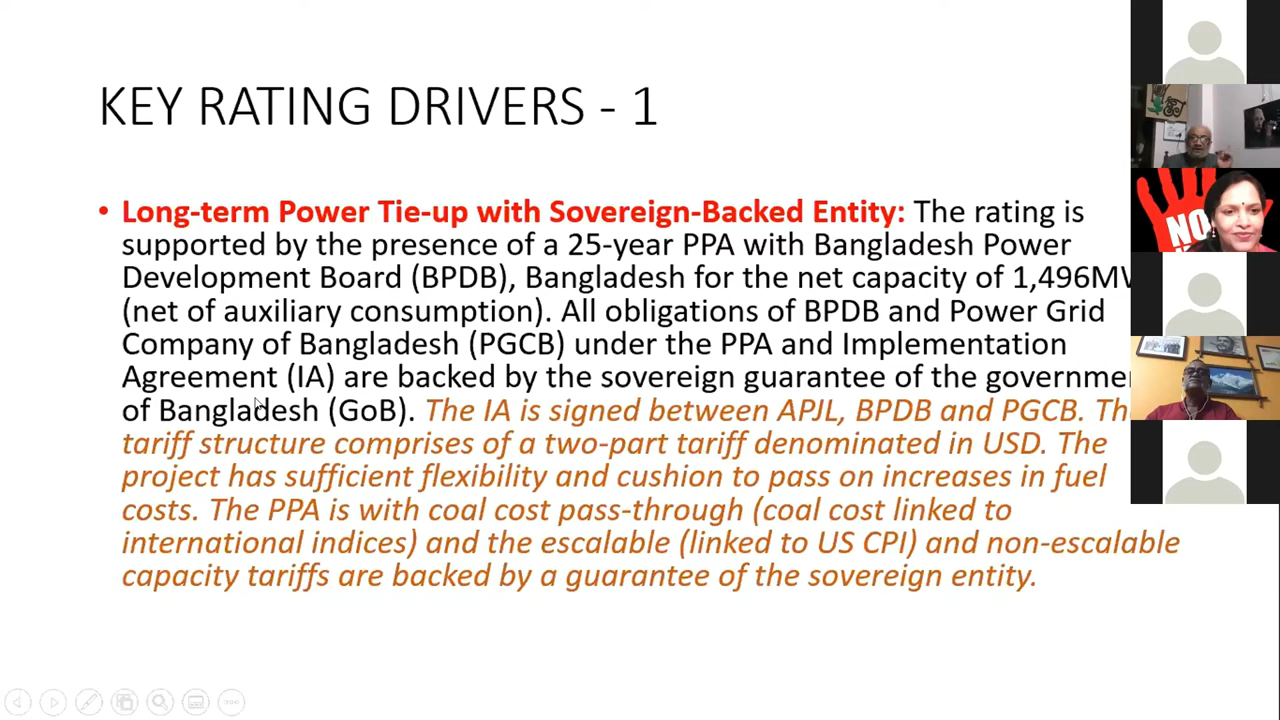 KEY RATING DRIVERS - 1
• Long-term Power Tie-up with Sovereign-Backed Entity: The rating is
supported by the presence of a 25-year PPA with Bangladesh Power
Development Board (BPDB), Bangladesh for the net capacity of 1,496MW
(net of auxiliary consumption). All obligations of BPDB and Power Grid
Company of Bangladesh (PGCB) under the PPA and Implementation
Agreement (IA) are backed by the sovereign guarantee of the governme
of Bangladesh (GoB). The IA is signed between APJL, BPDB and PGCB. Th
tariff structure comprises of a two-part tariff denominated in USD. The
project has sufficient flexibility and cushion to pass on increases in fuel
costs. The PPA is with coal cost pass-through (coal cost linked to
international indices) and the escalable (linked to US CPI) and non-escalable
capacity tariffs are backed by a guarantee of the sovereign entity.
NO